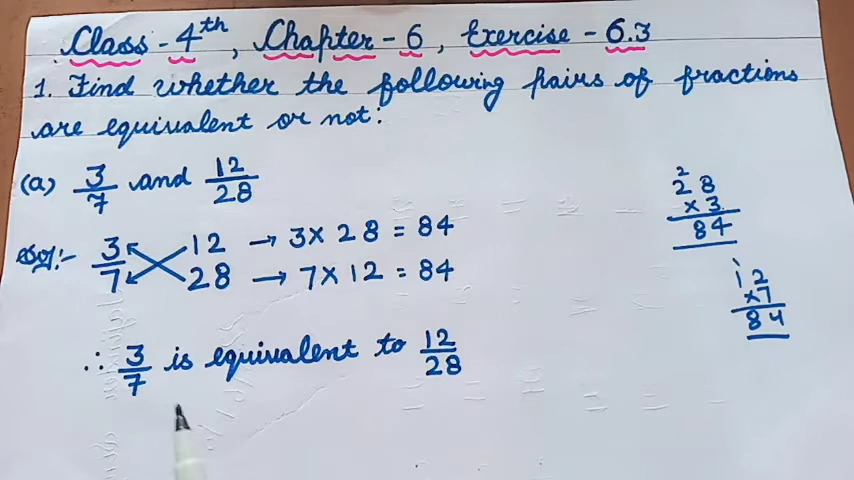 Class - 4th, Chapter - 6, Exercise - 6.3
1. Find whether the following pairs of fractions
are equivalent or not:
(a) 3/7 and 12/28
Sol:- 3/7 12/28
→ 3 × 28 = 84
→ 7 × 12 = 84
∴ 3/7 is equivalent to 12/28
2
28
×3
84
1
12
×7
84